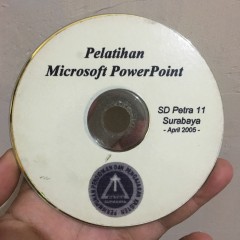 Pelatihan
Microsoft PowerPoint
SD Petra 11
Surabaya
- April 2005 -